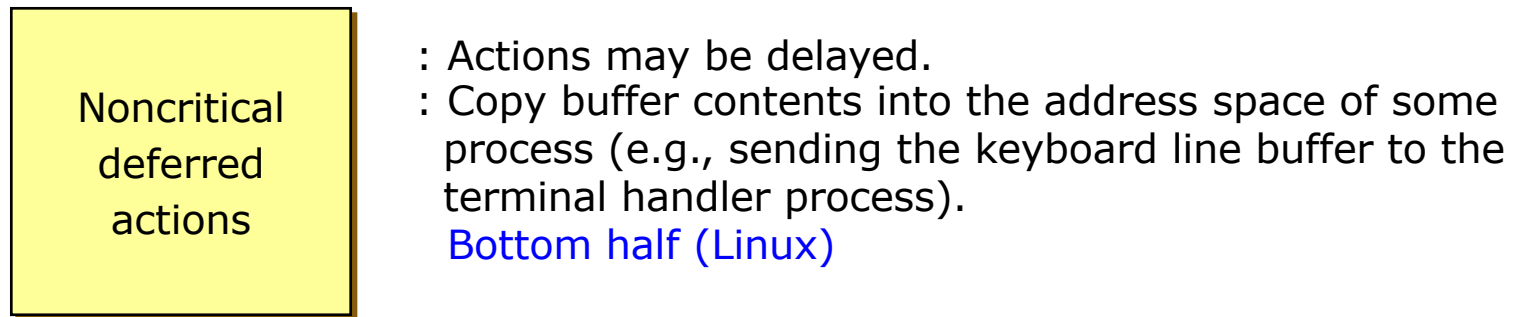 Noncritical
deferred
actions
: Actions may be delayed.
: Copy buffer contents into the address space of some
process (e.g., sending the keyboard line buffer to the
terminal handler process).
Bottom half (Linux)